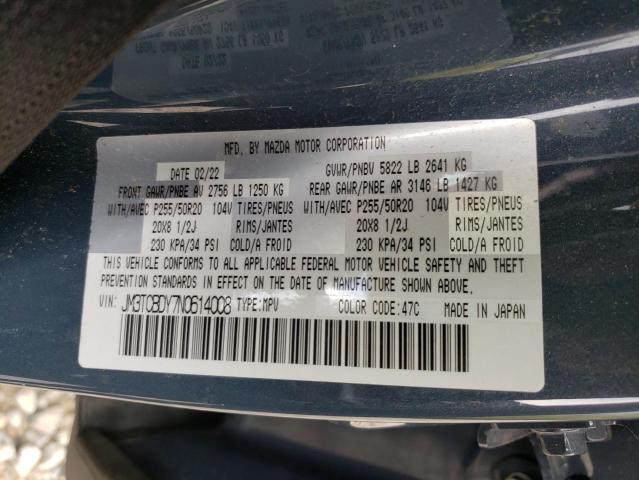 MFD. BY MAZDA MOTOR CORPORATION
DATE 02/22 GVWR/PNBV 5822 LB 2641 KG
FRONT GAWR/PNBE AV 2756 LB 1250 KG REAR GAWR/PNBE AR 3146 LB 1427 KG
WITH/AVEC P255/50R20 104V TIRES/PNEUS WITH/AVEC P255/50R20 104V TIRES/PNEUS
20X8 1/2J RIMS/JANTES 20X8 1/2J RIMS/JANTES
230 KPA/34 PSI COLD/A FROID 230 KPA/34 PSI COLD/A FROID
THIS VEHICLE CONFORMS TO ALL APPLICABLE FEDERAL MOTOR VEHICLE SAFETY AND THEFT
PREVENTION STANDARDS IN EFFECT ON THE DATE OF MANUFACTURE SHOWN ABOVE.
VIN: JM3TCBDY7N0614008 TYPE:MPV COLOR CODE:47C MADE IN JAPAN